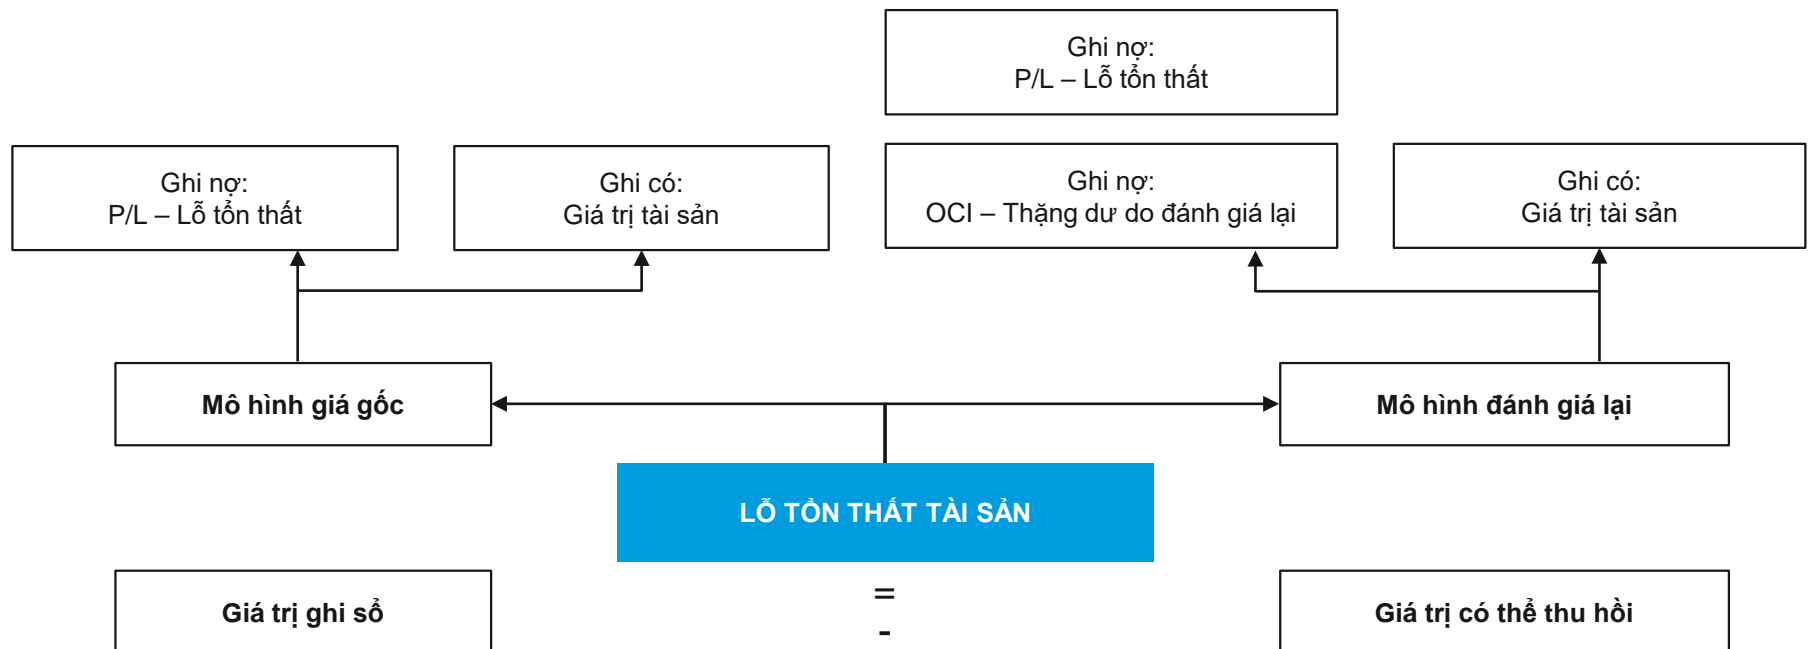 Ghi nợ:
P/L – Lỗ tổn thất
Ghi nợ:
P/L – Lỗ tổn thất
Ghi có:
Giá trị tài sản
Ghi nợ:
OCI – Thặng dư do đánh giá lại
Ghi có:
Giá trị tài sản
Mô hình giá gốc
Mô hình đánh giá lại
LỖ TỔN THẤT TÀI SẢN
=
Giá trị ghi sổ
-
Giá trị có thể thu hồi